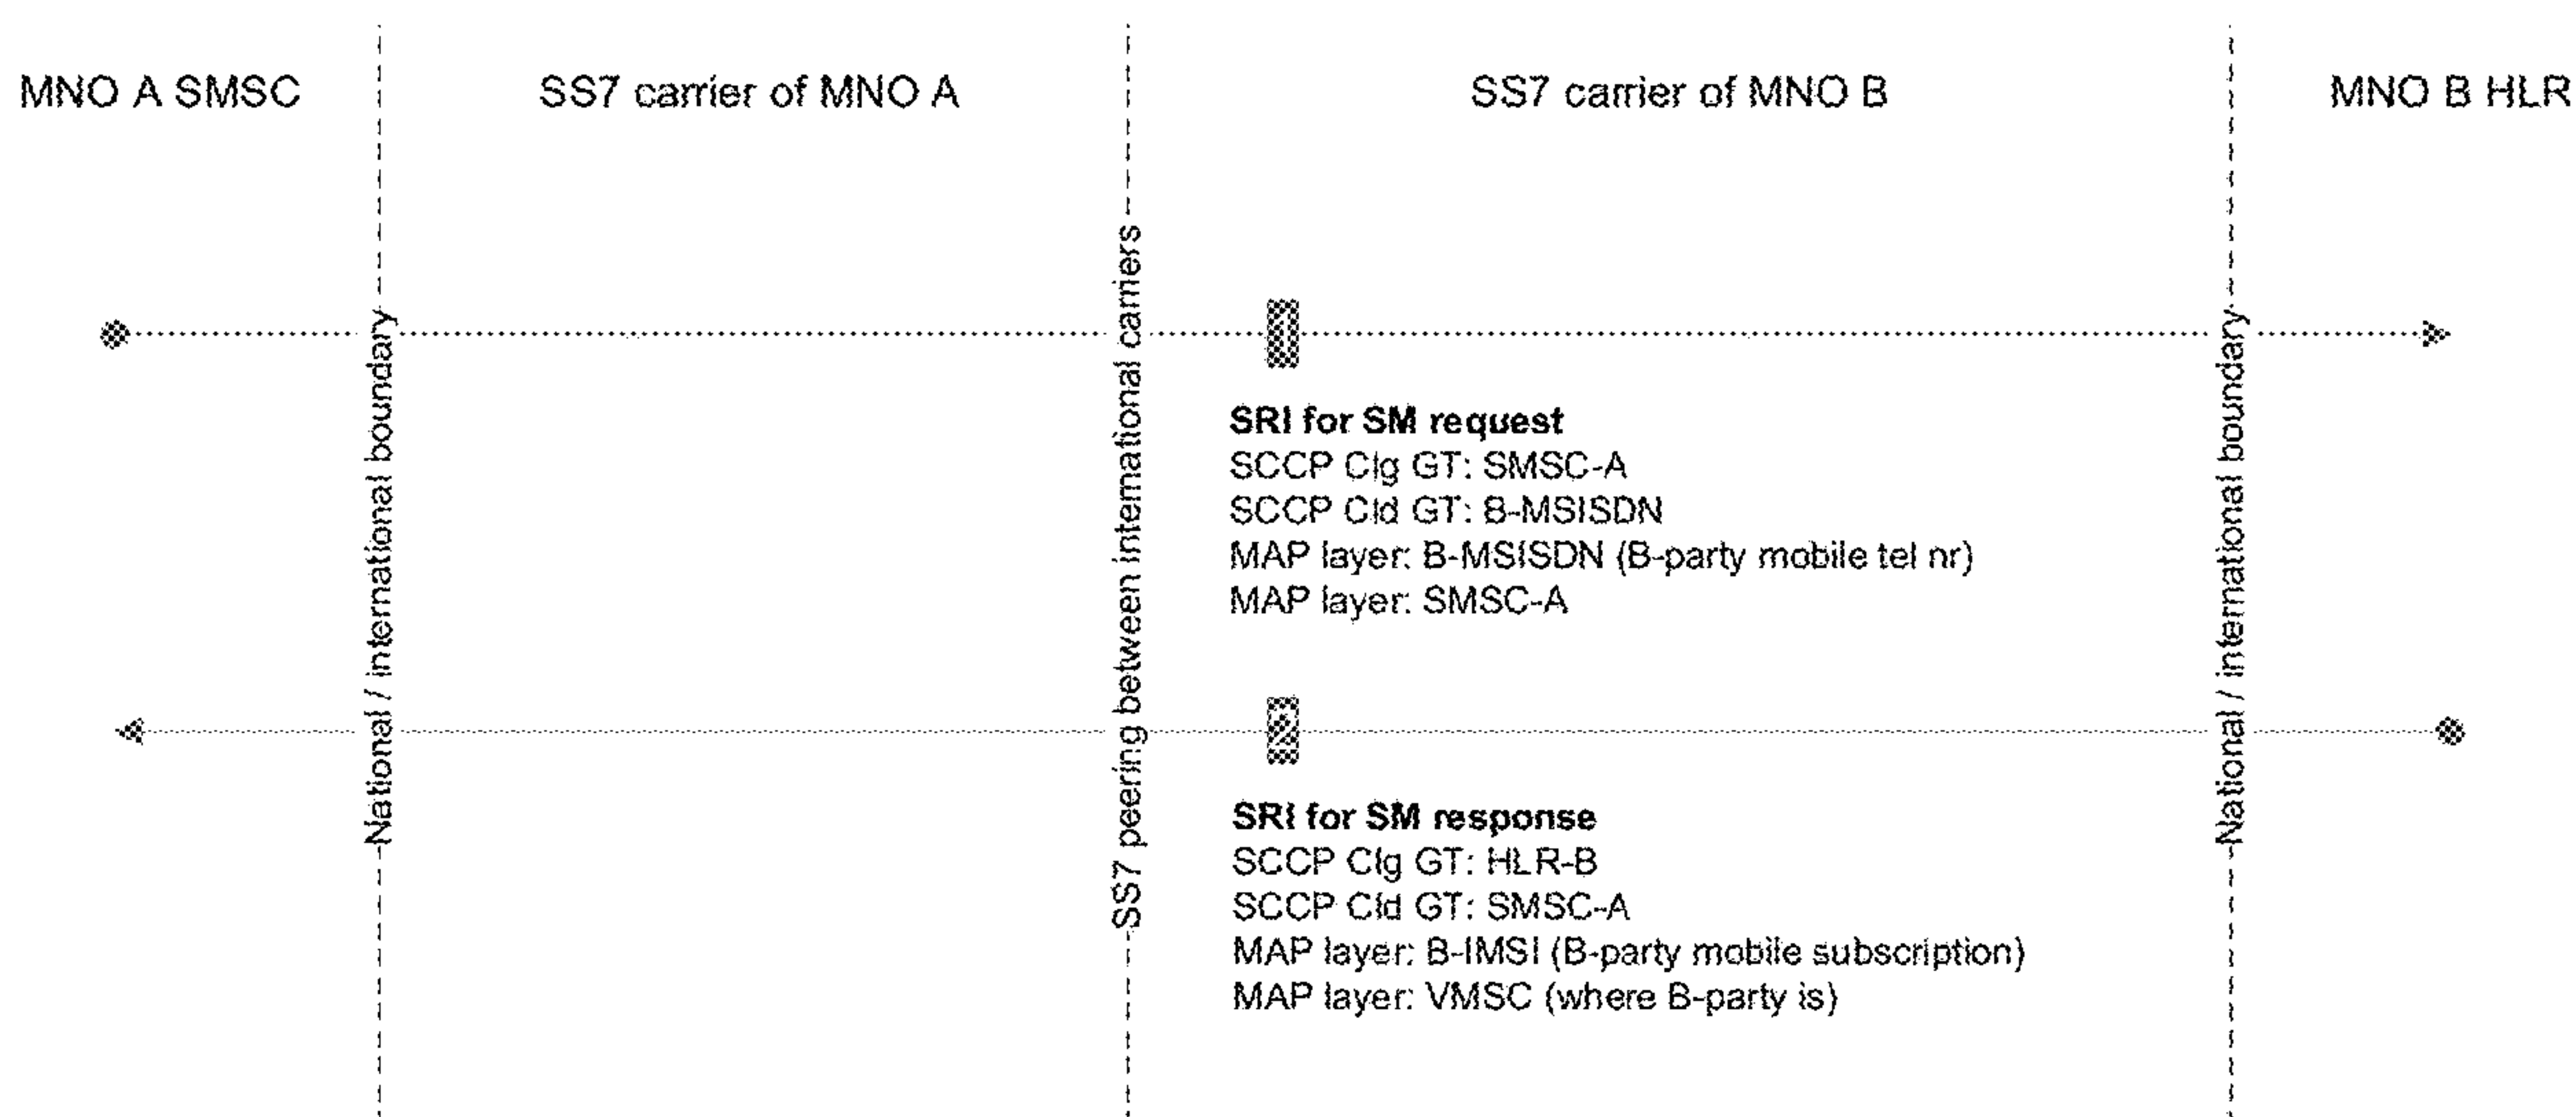 MNO A SMSC
SS7 carrier of MNO A
SS7 carrier of MNO B
MNO B HLR
National / international boundary
SS7 peering between international carriers
National / international boundary
1
SRI for SM request
SCCP Clg GT: SMSC-A
SCCP Cld GT: B-MSISDN
MAP layer: B-MSISDN (B-party mobile tel nr)
MAP layer: SMSC-A
2
SRI for SM response
SCCP Clg GT: HLR-B
SCCP Cld GT: SMSC-A
MAP layer: B-IMSI (B-party mobile subscription)
MAP layer: VMSC (where B-party is)